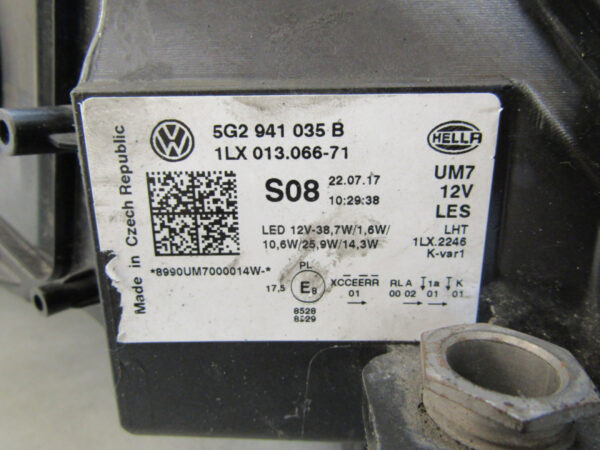 Made in Czech Republic
5G2 941 035 B
1LX 013.066-71
HELLA
S08 22.07.17
10:29:38
UM7
12V
LES
LHT
1LX.2246
K-var1
LED 12V-38,7W/1,6W/
10,6W/25,9W/14,3W
*8990UM7000014W-*
PL
17,5 E8 XCCEERR RL A 1a K
01 00 02 01 01
8528
8529